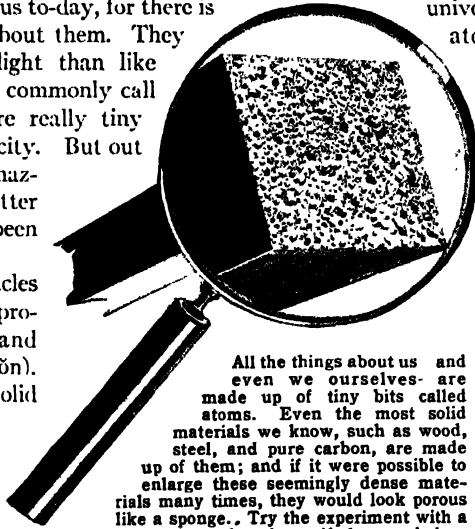 us to-day, for there is
bout them. They
light than like
commonly call
re really tiny
city. But out
naz-
tter
een
cles
pro-
and
ŏn).
olid
unive
ato
All the things about us and
even we ourselves- are
made up of tiny bits called
atoms. Even the most solid
materials we know, such as wood,
steel, and pure carbon, are made
up of them; and if it were possible to
enlarge these seemingly dense mate-
rials many times, they would look porous
like a sponge. Try the experiment with a